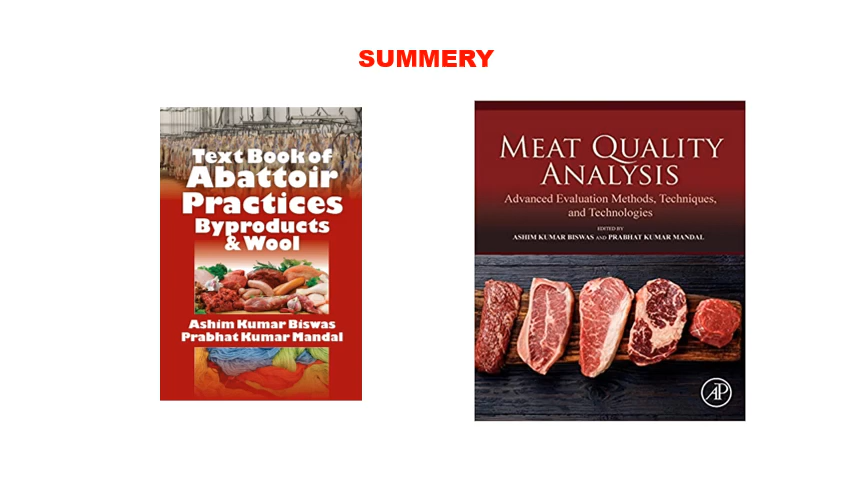 SUMMERY
Text Book of
Abattoir
Practices
Byproducts
& Wool
Ashim Kumar Biswas
Prabhat Kumar Mandal
MEAT QUALITY
ANALYSIS
Advanced Evaluation Methods, Techniques,
and Technologies
EDITED BY
ASHIM KUMAR BISWAS AND PRABHAT KUMAR MANDAL
AP